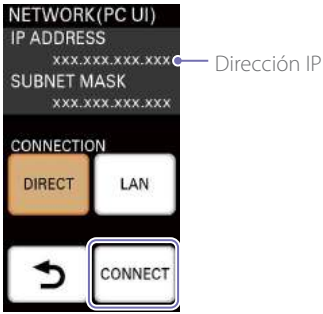 NETWORK(PC UI)
IP ADDRESS
xxx.xxx.xxx.xxx
Dirección IP
SUBNET MASK
xxx.xxx.xxx.xxx
CONNECTION
DIRECT
LAN
CONNECT